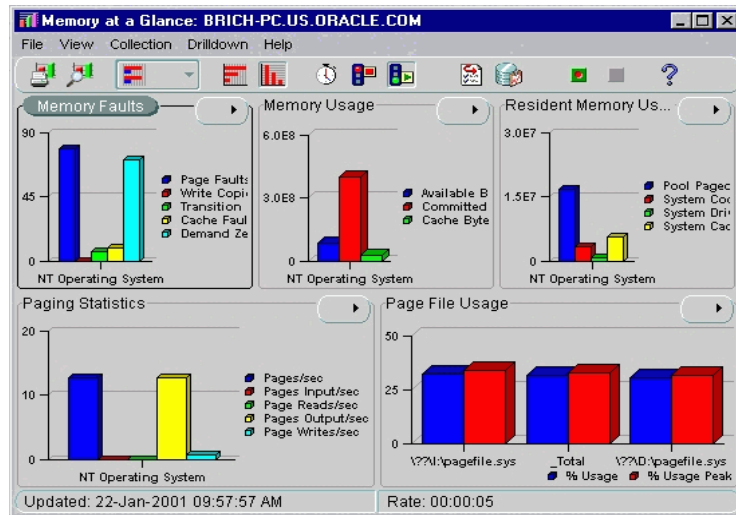 Memory at a Glance: BRICH-PC.US.ORACLE.COM
File View Collection Drilldown Help
Memory Faults
90
45
0
Page Faults
Write Copi
Transition
Cache Faul
Demand Ze
NT Operating System
Memory Usage
6.0E8
3.0E8
0
Available B
Committed
Cache Byte
NT Operating System
Resident Memory Us...
3.0E7
1.5E7
0
Pool Paged
System Cod
System Dri
System Cac
NT Operating System
Paging Statistics
20
10
0
Pages/sec
Pages Input/sec
Page Reads/sec
Pages Output/sec
Page Writes/sec
NT Operating System
Page File Usage
50
25
0
\??\I:\pagefile.sys _Total \??\D:\pagefile.sys
% Usage % Usage Peak
Updated: 22-Jan-2001 09:57:57 AM Rate: 00:00:05